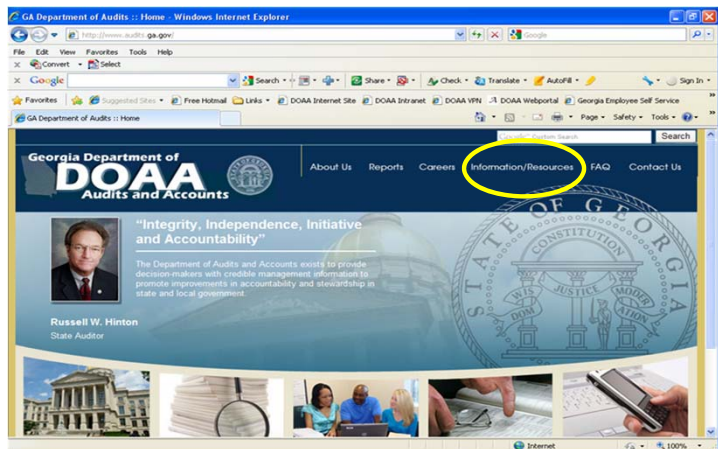 GA Department of Audits :: Home - Windows Internet Explorer
http://www.audits.ga.gov/
Google
File Edit View Favorites Tools Help
Convert Select
Google Search Share Check Translate AutoFill Sign In
Favorites Suggested Sites Free Hotmail Links DOAA Internet Site DOAA Intranet DOAA VPN DOAA Webportal Georgia Employee Self Service
GA Department of Audits :: Home
Page Safety Tools
Google Custom Search Search
Georgia Department of
DOAA
Audits and Accounts
About Us Reports Careers Information/Resources FAQ Contact Us
"Integrity, Independence, Initiative
and Accountability"
The Department of Audits and Accounts exists to provide
decision-makers with credible management information to
promote improvements in accountability and stewardship in
state and local government.
Russell W. Hinton
State Auditor
STATE OF GEORGIA
CONSTITUTION
WISDOM
JUSTICE
MODERATION
Internet 100%